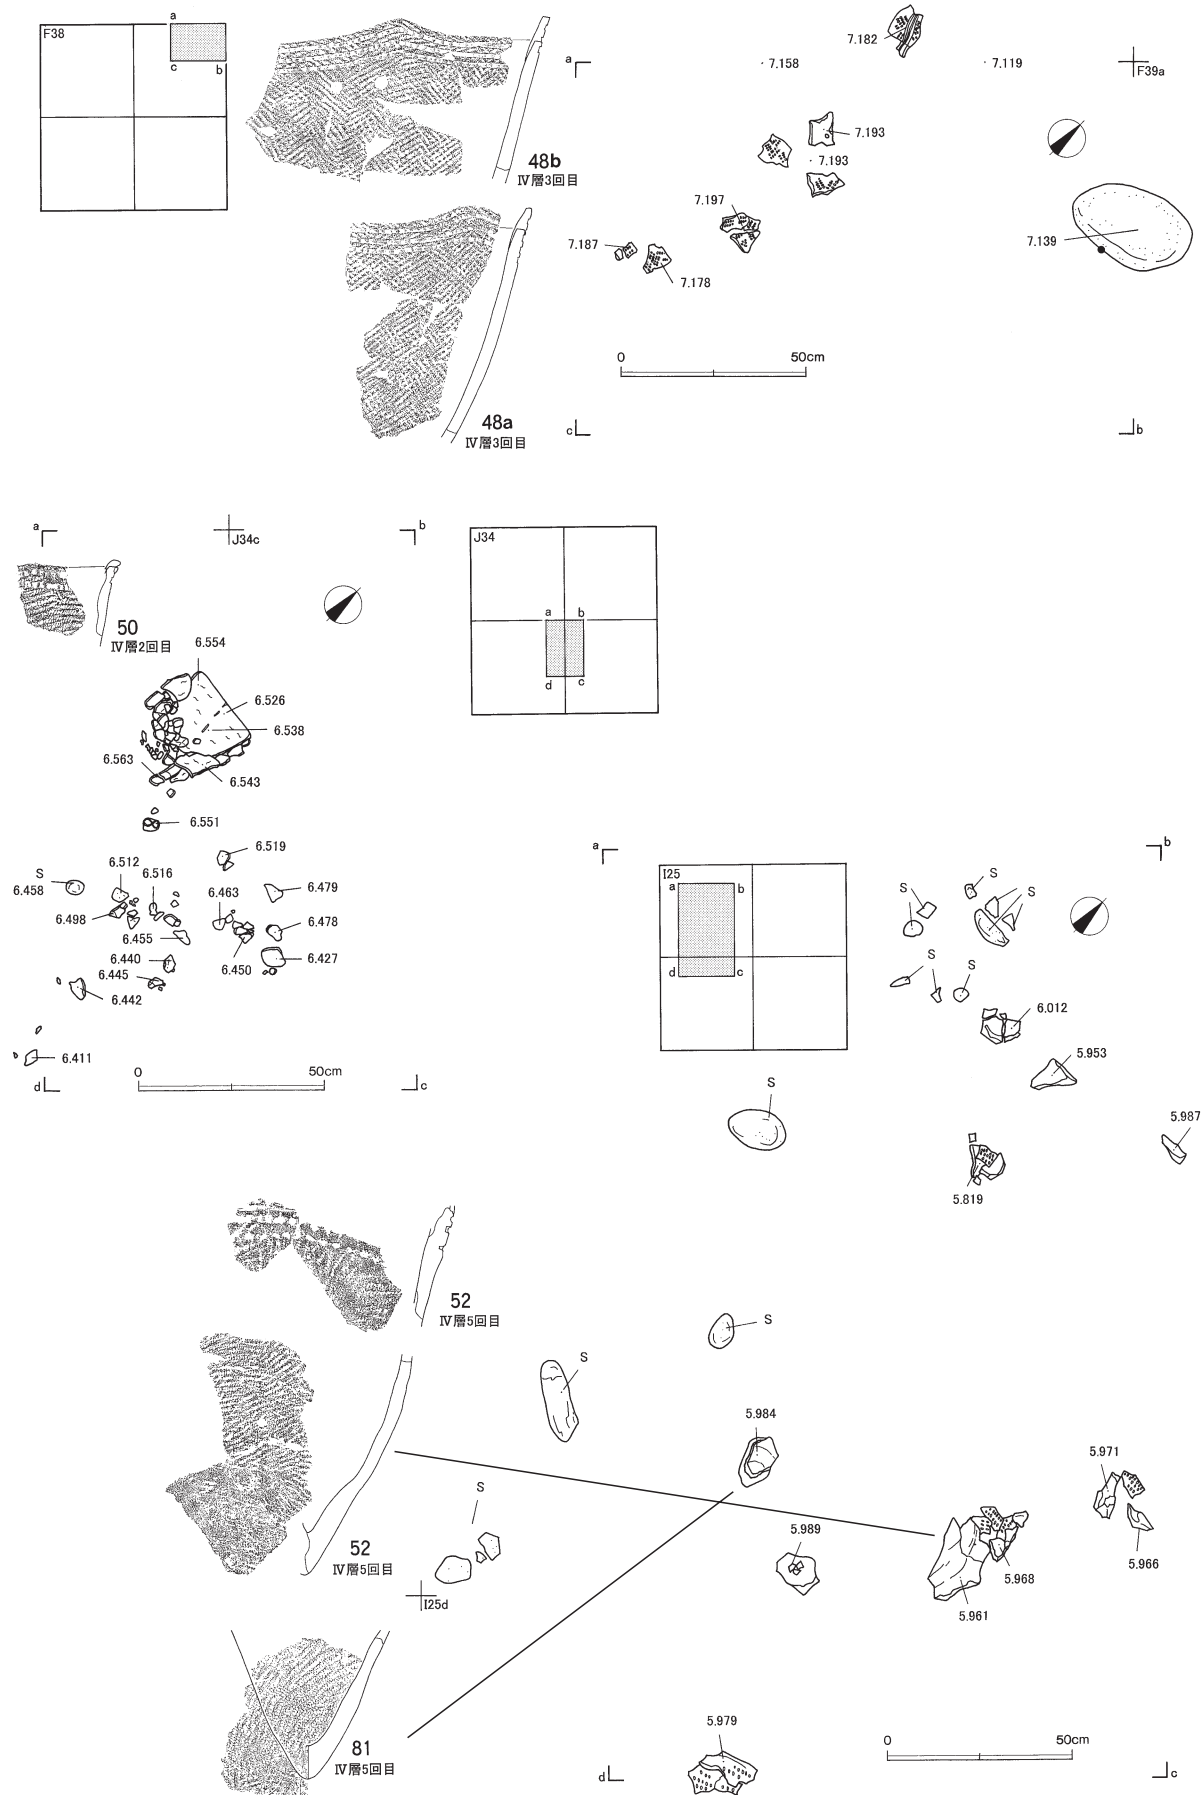 F38
a
c
b
48b
Ⅳ層3回目
48a
Ⅳ層3回目
a
7.182
7.158
7.119
F39a
7.193
7.193
7.197
7.187
7.178
7.139
0
50cm
c
b
a
J34c
b
50
Ⅳ層2回目
6.554
6.526
6.538
6.563
6.543
6.551
6.519
6.512
6.516
S
6.458
6.463
6.479
6.498
6.478
6.455
6.440
6.450
6.427
6.445
6.442
6.411
d
0
50cm
c
J34
a
b
d
c
I25
a
b
d
c
a
b
S
S
S
S
S
6.012
5.953
S
5.987
5.819
52
Ⅳ層5回目
S
S
5.984
5.971
S
5.989
52
Ⅳ層5回目
5.968
5.966
I25d
5.961
81
Ⅳ層5回目
5.979
0
50cm
d
c